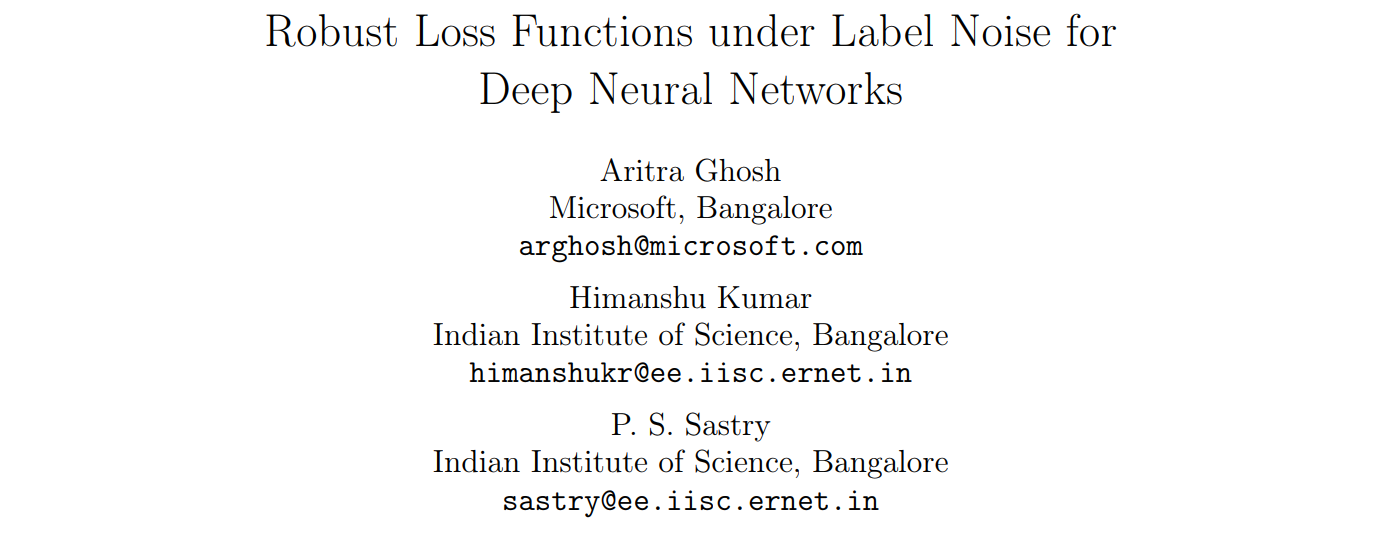 Robust Loss Functions under Label Noise for
Deep Neural Networks
Aritra Ghosh
Microsoft, Bangalore
arghosh@microsoft.com
Himanshu Kumar
Indian Institute of Science, Bangalore
himanshukr@ee.iisc.ernet.in
P. S. Sastry
Indian Institute of Science, Bangalore
sastry@ee.iisc.ernet.in